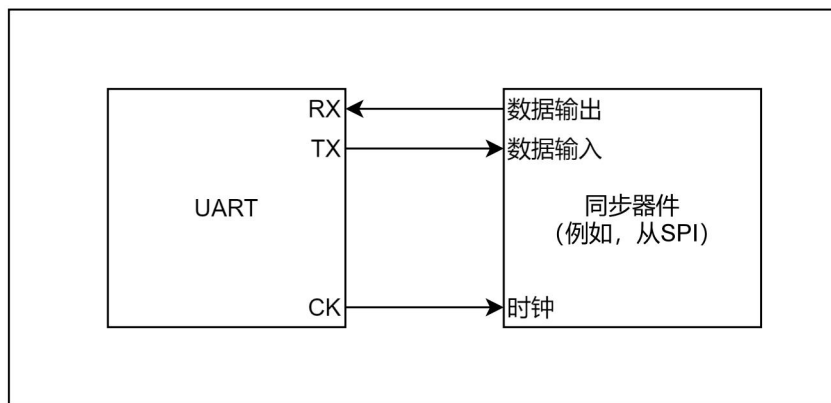 RX
数据输出
TX
数据输入
UART
同步器件
（例如，从SPI）
CK
时钟